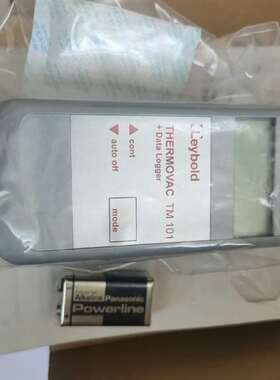 Leybold
THERMOVAC TM 101
+ Data Logger
▲ cont
▼ auto off
mode
Alkaline Panasonic
Powerline